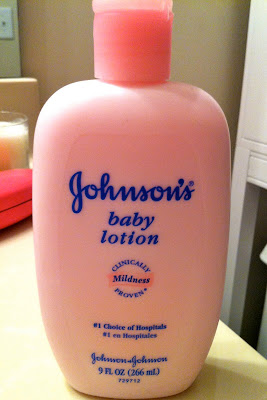 Johnson's®
baby
lotion
CLINICALLY
Mildness
PROVEN
#1 Choice of Hospitals
#1 en Hospitales
Johnson & Johnson
9 FL OZ (266 mL)
729712